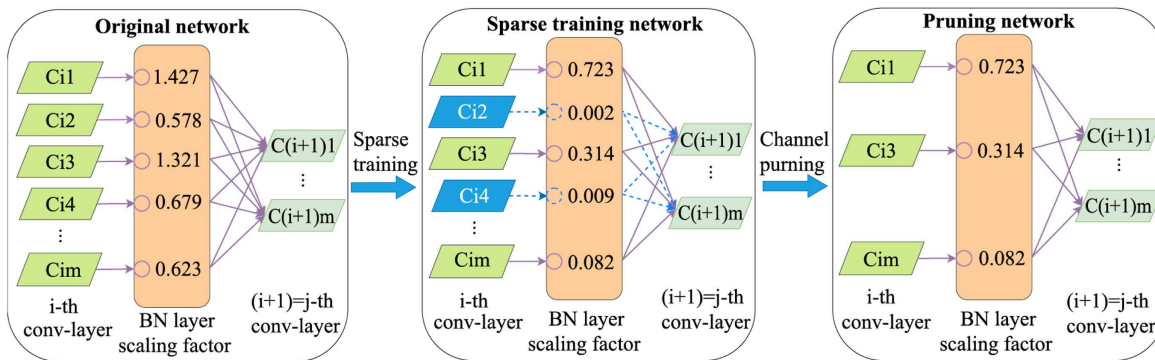 Original network
Ci1
1.427
Ci2
0.578
Ci3
1.321
Ci4
0.679
⋮
Cim
0.623
C(i+1)1
⋮
C(i+1)m
i-th
conv-layer
BN layer
scaling factor
(i+1)=j-th
conv-layer
Sparse
training
Sparse training network
Ci1
0.723
Ci2
0.002
Ci3
0.314
Ci4
0.009
⋮
Cim
0.082
C(i+1)1
⋮
C(i+1)m
i-th
conv-layer
BN layer
scaling factor
(i+1)=j-th
conv-layer
Channel
purning
Pruning network
Ci1
0.723
Ci3
0.314
Cim
0.082
C(i+1)1
⋮
C(i+1)m
i-th
conv-layer
BN layer
scaling factor
(i+1)=j-th
conv-layer